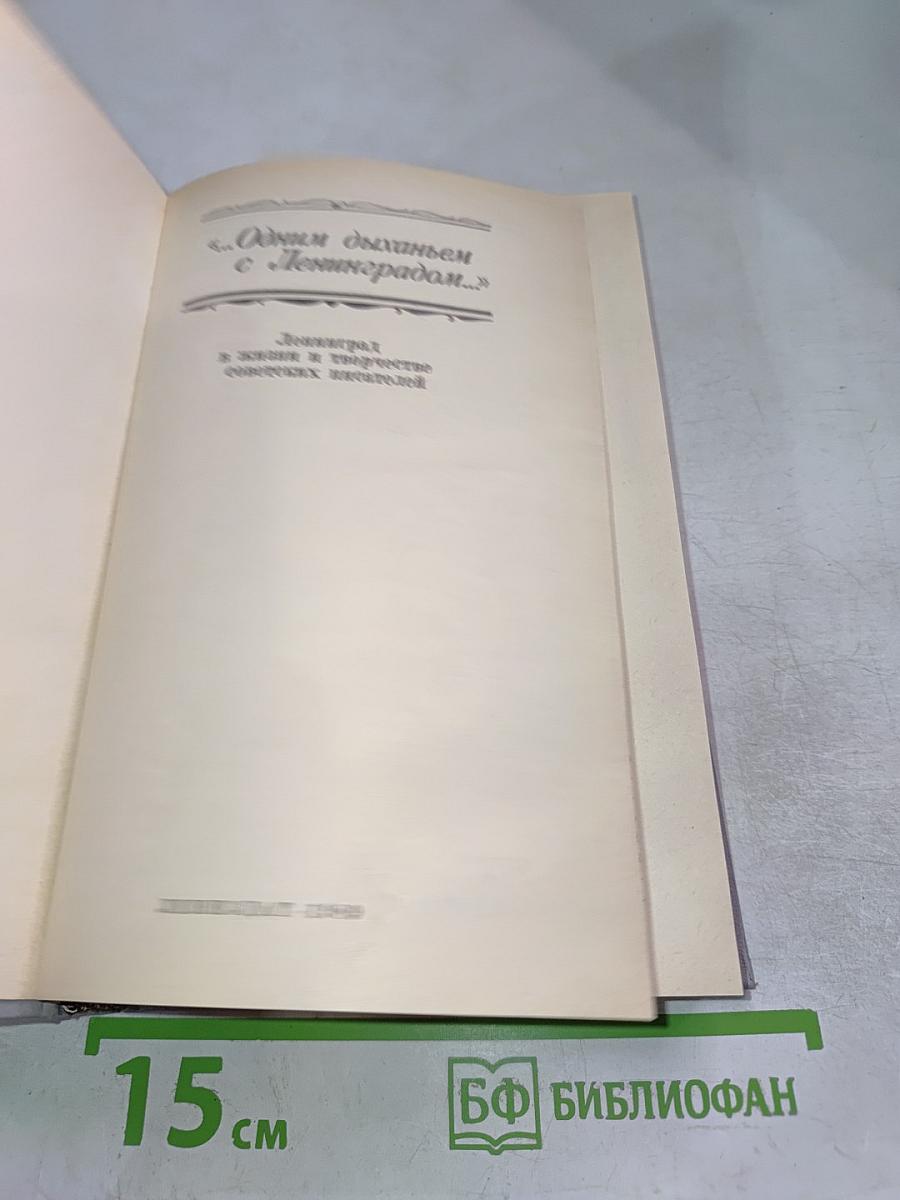 «...Одним дыханьем
с Ленинградом...»
Ленинград
в жизни и творчестве
советских писателей
15 см
БФ БИБЛИОФАН